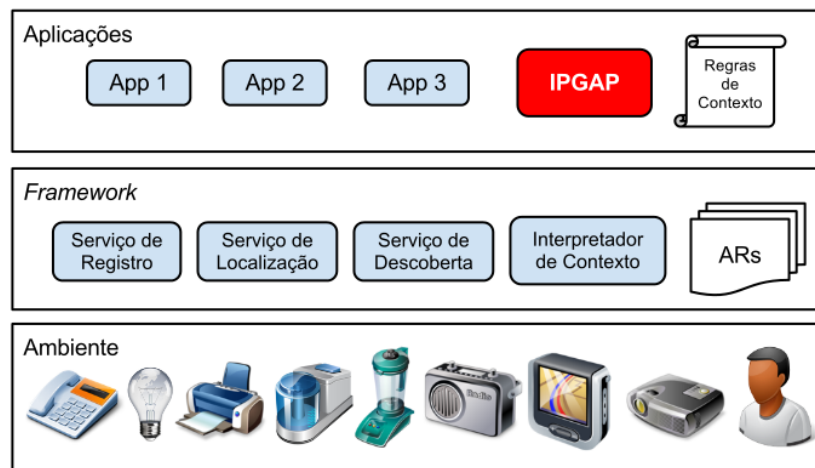 Aplicações
App 1
App 2
App 3
IPGAP
Regras
de
Contexto
Framework
Serviço de
Registro
Serviço de
Localização
Serviço de
Descoberta
Interpretador
de Contexto
ARs
Ambiente
Radio